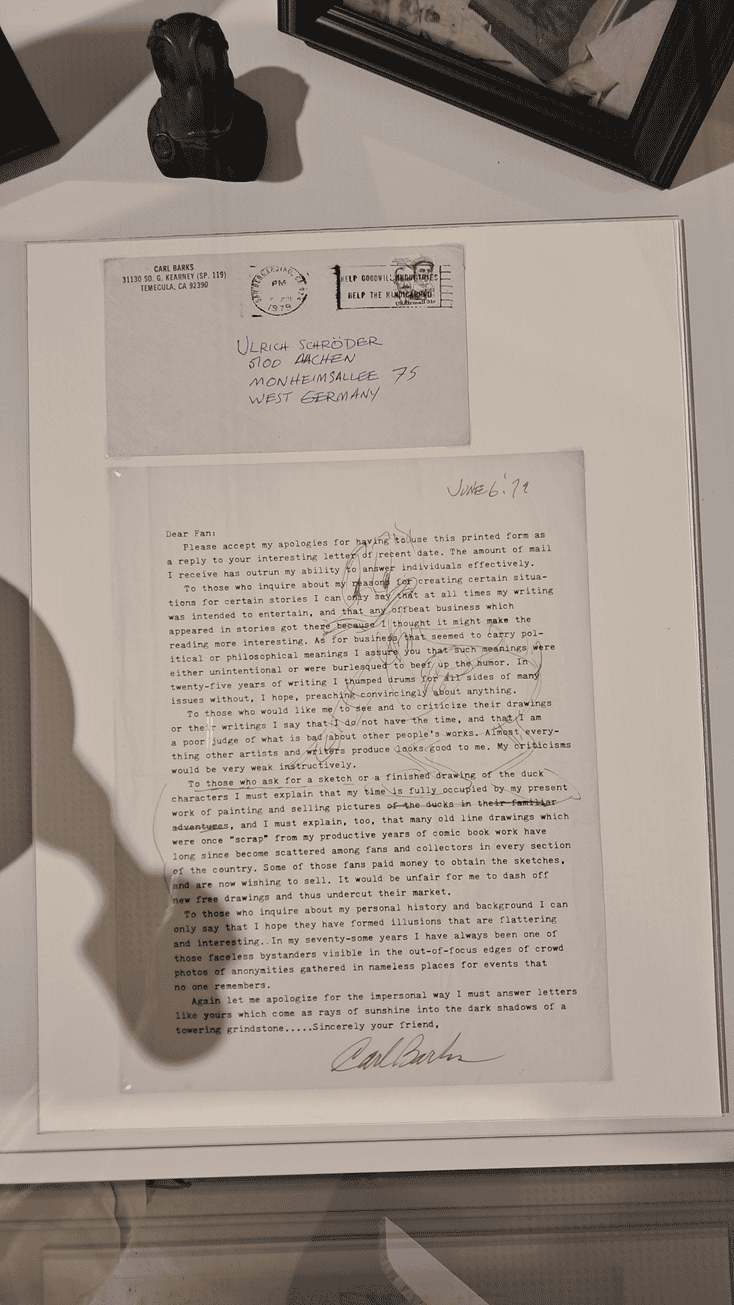 CARL BARKS
31130 SO. G. KEARNEY (SP. 119)
TEMECULA, CA 92390
SAN BERNARDINO, CA
PM
1979
HELP GOODWILL INDUSTRIES
HELP THE HANDICAPPED
ULRICH SCHRÖDER
5100 AACHEN
MONHEIMSALLEE 75
WEST GERMANY
JUNE 6, '79
Dear Fan:
Please accept my apologies for having to use this printed form as
a reply to your interesting letter of recent date. The amount of mail
I receive has outrun my ability to answer individuals effectively.
To those who inquire about my reasons for creating certain situa-
tions for certain stories I can only say that at all times my writing
was intended to entertain, and that any offbeat business which
appeared in stories got there because I thought it might make the
reading more interesting. As for business that seemed to carry pol-
itical or philosophical meanings I assure you that such meanings were
either unintentional or were burlesqued to beef up the humor. In
twenty-five years of writing I thumped drums for all sides of many
issues without, I hope, preaching convincingly about anything.
To those who would like me to see and to criticize their drawings
or their writings I say that I do not have the time, and that I am
a poor judge of what is bad about other people's works. Almost every-
thing other artists and writers produce looks good to me. My criticisms
would be very weak instructively.
To those who ask for a sketch or a finished drawing of the duck
characters I must explain that my time is fully occupied by my present
work of painting and selling pictures of the ducks in their familiar
adventures, and I must explain, too, that many old line drawings which
were once "scrap" from my productive years of comic book work have
long since become scattered among fans and collectors in every section
of the country. Some of those fans paid money to obtain the sketches,
and are now wishing to sell. It would be unfair for me to dash off
new free drawings and thus undercut their market.
To those who inquire about my personal history and background I can
only say that I hope they have formed illusions that are flattering
and interesting..In my seventy-some years I have always been one of
those faceless bystanders visible in the out-of-focus edges of crowd
photos of anonymities gathered in nameless places for events that
no one remembers.
Again let me apologize for the impersonal way I must answer letters
like yours which come as rays of sunshine into the dark shadows of a
towering grindstone.....Sincerely your friend,
Carl Barks